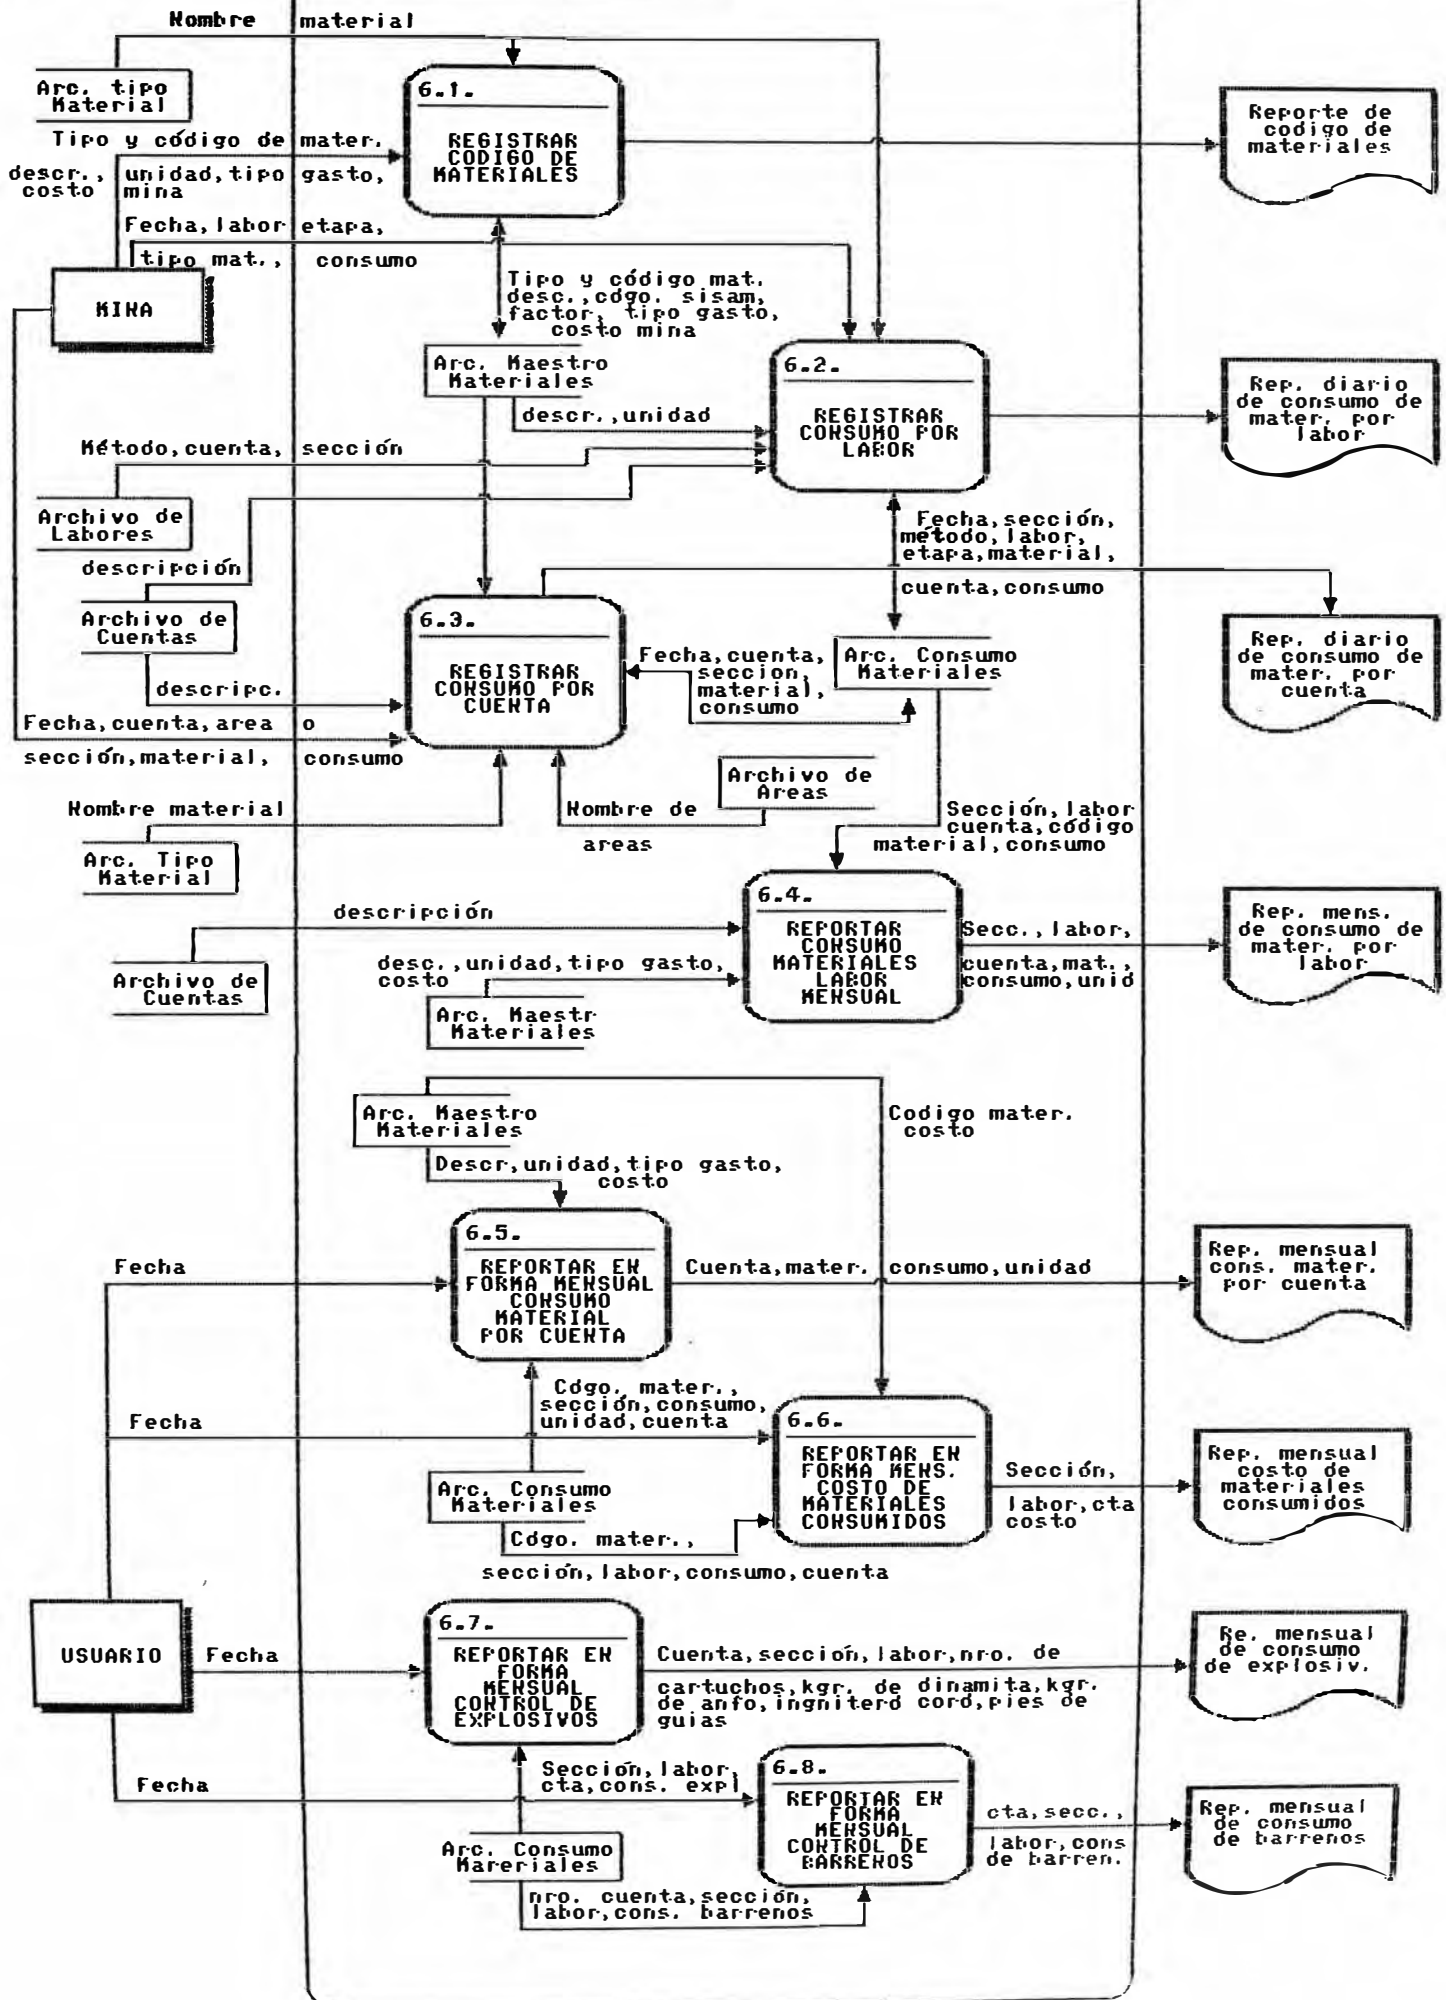 Nombre material
Arc. tipo
Material
6.1.
REGISTRAR
CODIGO DE
MATERIALES
Reporte de
codigo de
materiales
Tipo y código de mater.
descr., unidad, tipo gasto,
costo mina
Fecha, labor etapa,
tipo mat., consumo
MINA
Tipo y código mat.
desc., cdgo. sisam,
factor, tipo gasto,
costo mina
Arc. Maestro
Materiales
descr., unidad
6.2.
REGISTRAR
CONSUMO POR
LABOR
Rep. diario
de consumo de
mater. por
labor
Método, cuenta, sección
Archivo de
Labores
descripción
Archivo de
Cuentas
descripc.
Fecha, sección,
método, labor,
etapa, material,
cuenta, consumo
6.3.
REGISTRAR
CONSUMO POR
CUENTA
Fecha, cuenta,
sección,
material,
consumo
Arc. Consumo
Materiales
Rep. diario
de consumo de
mater. por
cuenta
Fecha, cuenta, area o
sección, material, consumo
Nombre material
Arc. Tipo
Material
Nombre de
areas
Archivo de
Areas
Sección, labor
cuenta, código
material, consumo
6.4.
REPORTAR
CONSUMO
MATERIALES
LABOR
MENSUAL
descripción
Archivo de
Cuentas
desc., unidad, tipo gasto,
costo
Arc. Maestr
Materiales
Secc., labor,
cuenta, mat.,
consumo, unid
Rep. mens.
de consumo de
mater. por
labor
Arc. Maestro
Materiales
Codigo mater.
costo
Descr, unidad, tipo gasto,
costo
6.5.
REPORTAR EN
FORMA MENSUAL
CONSUMO
MATERIAL
POR CUENTA
Fecha
Cuenta, mater. consumo, unidad
Rep. mensual
cons. mater.
por cuenta
Cdgo. mater.,
sección, consumo,
unidad, cuenta
Fecha
6.6.
REPORTAR EN
FORMA MENS.
COSTO DE
MATERIALES
CONSUMIDOS
Sección,
labor, cta
costo
Rep. mensual
costo de
materiales
consumidos
Arc. Consumo
Materiales
Cdgo. mater.,
sección, labor, consumo, cuenta
USUARIO
Fecha
6.7.
REPORTAR EN
FORMA
MENSUAL
CONTROL DE
EXPLOSIVOS
Cuenta, sección, labor, nro. de
cartuchos, kgr. de dinamita, kgr.
de anfo, ingniterd cord, pies de
guias
Re. mensual
de consumo
de explosiv.
Fecha
Sección, labor,
cta, cons. expl
6.8.
REPORTAR EN
FORMA
MENSUAL
CONTROL DE
BARRENOS
cta, secc.,
labor, cons
de barren.
Rep. mensual
de consumo
de barrenos
Arc. Consumo
Mareriales
nro. cuenta, sección,
labor, cons. barrenos